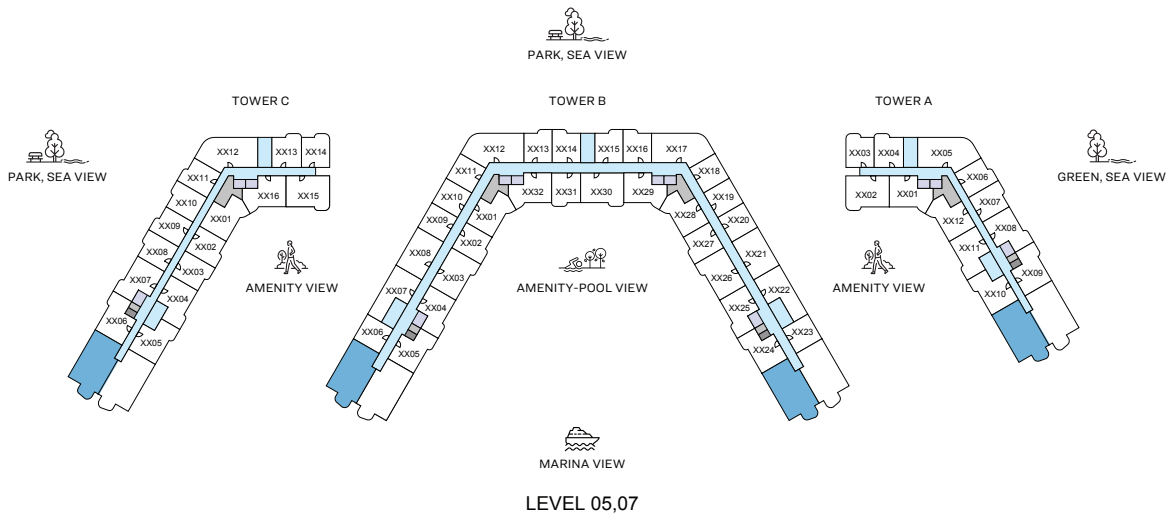 PARK, SEA VIEW
TOWER C
TOWER B
TOWER A
PARK, SEA VIEW
GREEN, SEA VIEW
XX12
XX13
XX14
XX11
XX10
XX09
XX08
XX07
XX06
XX16
XX15
XX01
XX02
XX03
XX04
XX05
AMENITY VIEW
XX12
XX13
XX14
XX15
XX16
XX17
XX11
XX10
XX09
XX08
XX07
XX06
XX32
XX31
XX30
XX29
XX01
XX02
XX03
XX04
XX05
XX18
XX19
XX20
XX21
XX22
XX23
XX28
XX27
XX26
XX25
XX24
AMENITY-POOL VIEW
AMENITY VIEW
XX03
XX04
XX05
XX02
XX01
XX06
XX07
XX08
XX09
XX12
XX11
XX10
MARINA VIEW
LEVEL 05,07